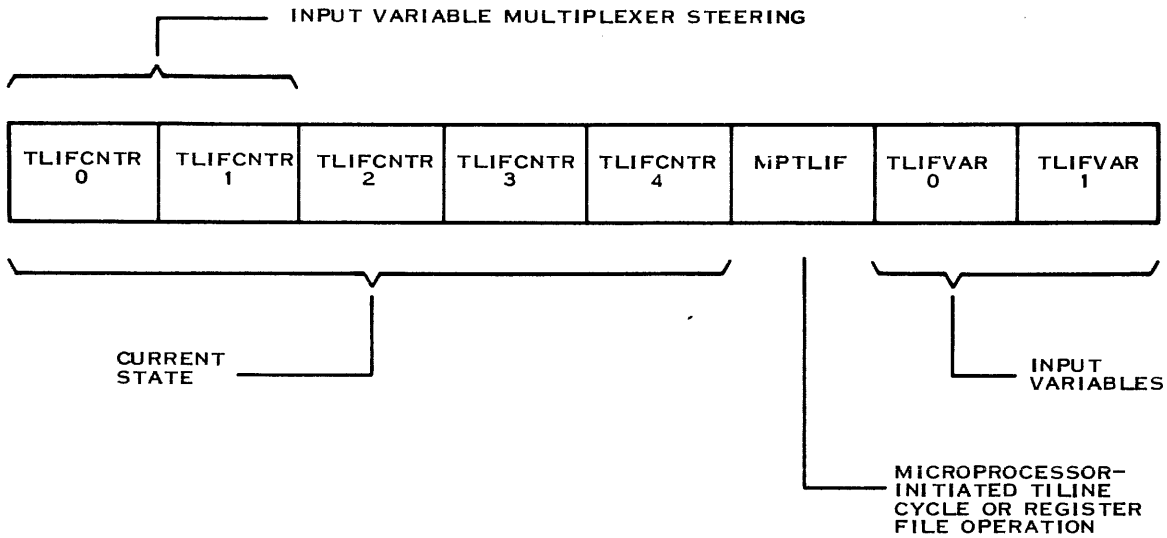 INPUT VARIABLE MULTIPLEXER STEERING
TLIFCNTR TLIFCNTR TLIFCNTR TLIFCNTR TLIFCNTR MPTLIF TLIFVAR TLIFVAR
0 1 2 3 4 0 1
CURRENT
STATE
INPUT
VARIABLES
MICROPROCESSOR-
INITIATED TILINE
CYCLE OR REGISTER
FILE OPERATION